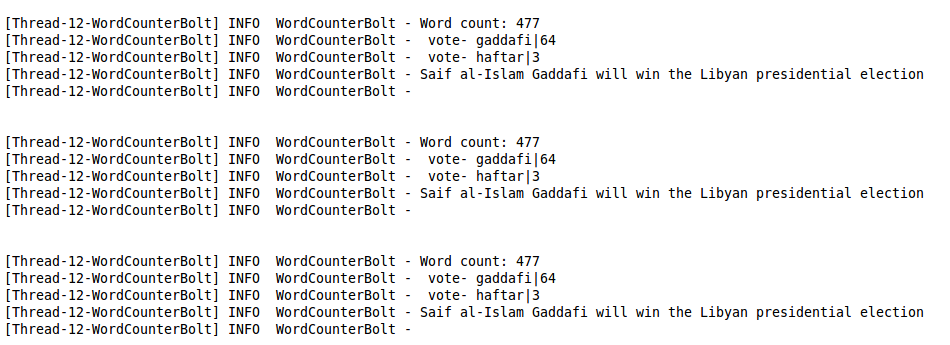 [Thread-12-WordCounterBolt] INFO  WordCounterBolt - Word count: 477
[Thread-12-WordCounterBolt] INFO  WordCounterBolt -  vote- gaddafi|64
[Thread-12-WordCounterBolt] INFO  WordCounterBolt -  vote- haftar|3
[Thread-12-WordCounterBolt] INFO  WordCounterBolt - Saif al-Islam Gaddafi will win the Libyan presidential election
[Thread-12-WordCounterBolt] INFO  WordCounterBolt -
[Thread-12-WordCounterBolt] INFO  WordCounterBolt - Word count: 477
[Thread-12-WordCounterBolt] INFO  WordCounterBolt -  vote- gaddafi|64
[Thread-12-WordCounterBolt] INFO  WordCounterBolt -  vote- haftar|3
[Thread-12-WordCounterBolt] INFO  WordCounterBolt - Saif al-Islam Gaddafi will win the Libyan presidential election
[Thread-12-WordCounterBolt] INFO  WordCounterBolt -
[Thread-12-WordCounterBolt] INFO  WordCounterBolt - Word count: 477
[Thread-12-WordCounterBolt] INFO  WordCounterBolt -  vote- gaddafi|64
[Thread-12-WordCounterBolt] INFO  WordCounterBolt -  vote- haftar|3
[Thread-12-WordCounterBolt] INFO  WordCounterBolt - Saif al-Islam Gaddafi will win the Libyan presidential election
[Thread-12-WordCounterBolt] INFO  WordCounterBolt -